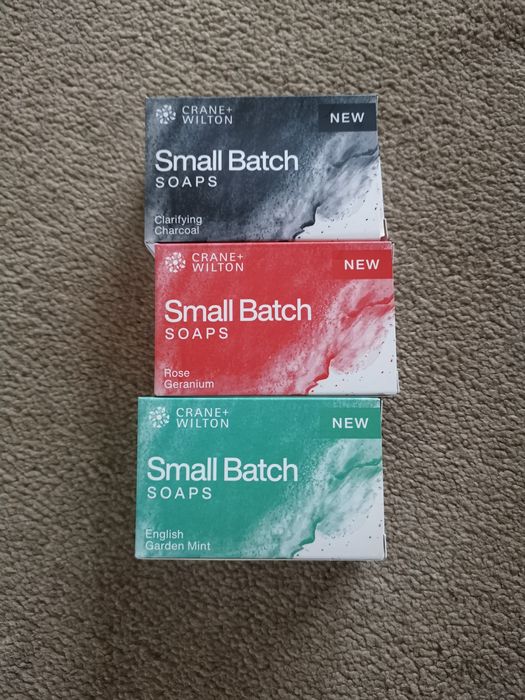 CRANE+
WILTON
NEW
Small Batch
SOAPS
Clarifying
Charcoal
CRANE+
WILTON
NEW
Small Batch
SOAPS
Rose
Geranium
CRANE+
WILTON
NEW
Small Batch
SOAPS
English
Garden Mint